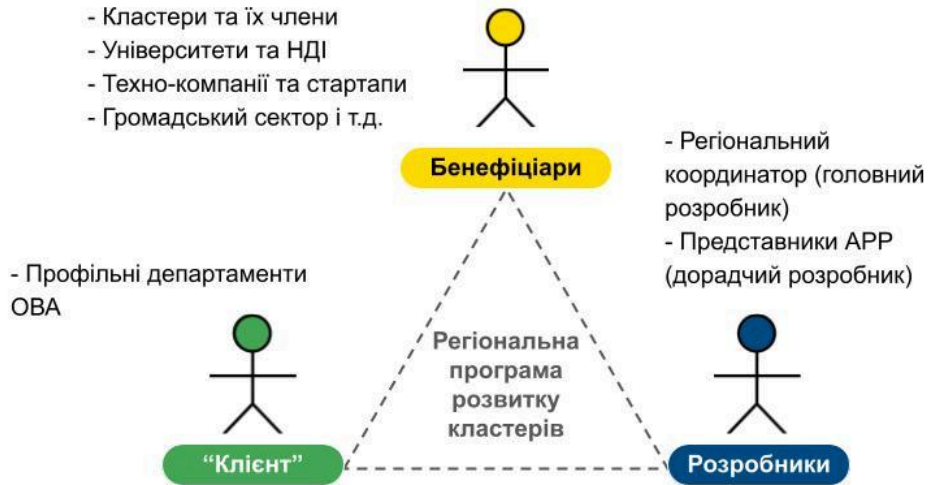 - Кластери та їх члени
- Університети та НДІ
- Техно-компанії та стартапи
- Громадський сектор і т.д.
Бенефіціари
- Регіональний
координатор (головний
розробник)
- Представники АРР
(дорадчий розробник)
- Профільні департаменти
ОВА
Регіональна
програма
розвитку
кластерів
“Клієнт”
Розробники